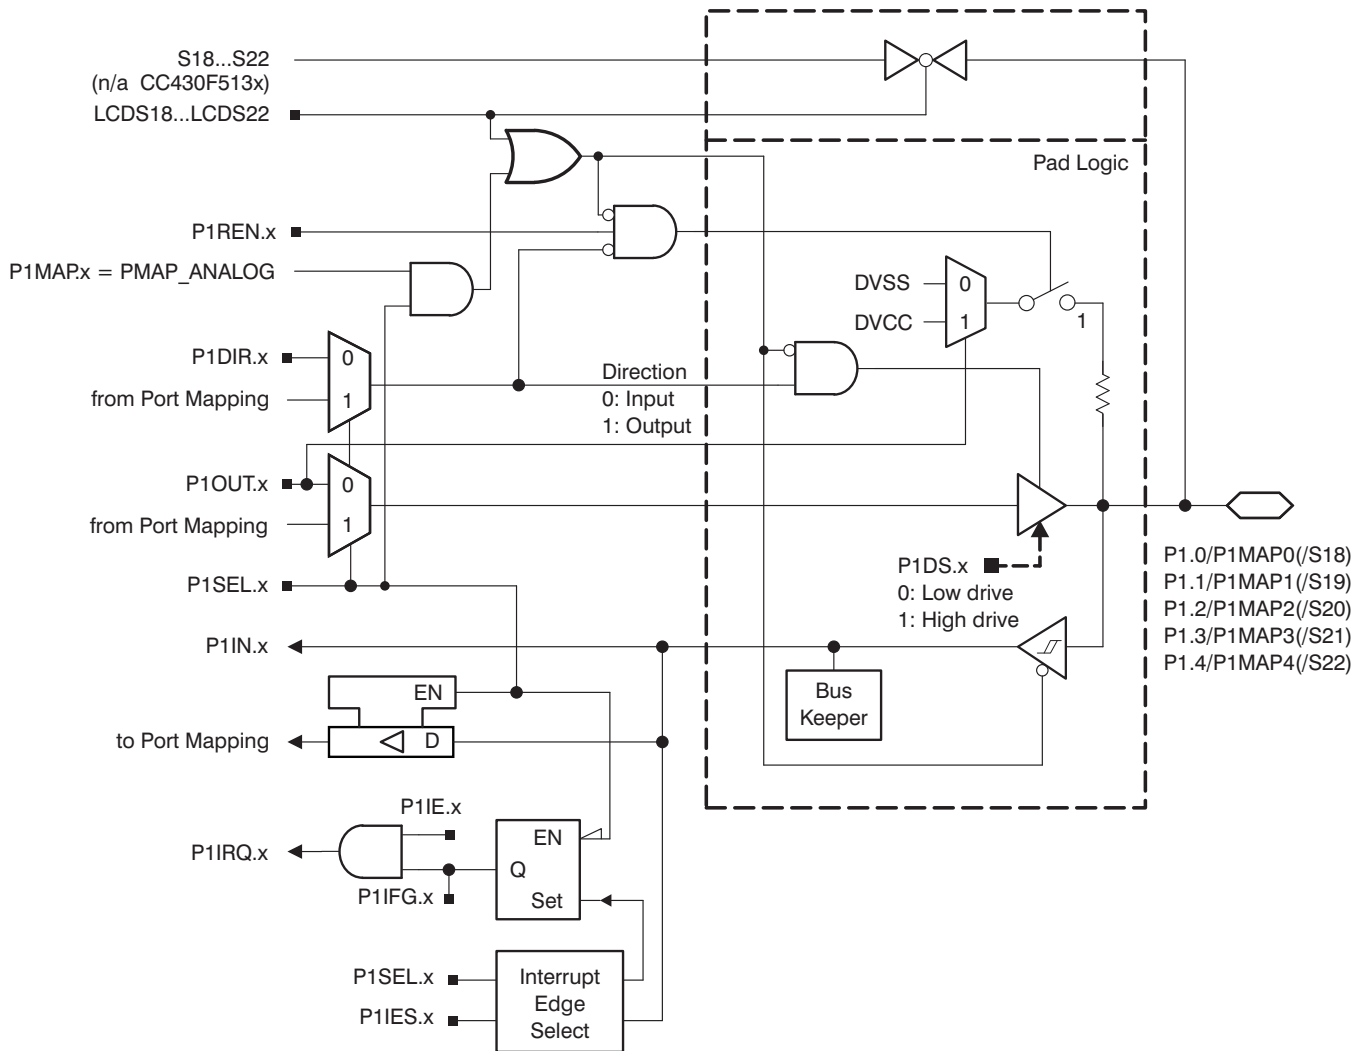 S18...S22
(n/a CC430F513x)
LCDS18...LCDS22
Pad Logic
P1REN.x
P1MAP.x = PMAP_ANALOG
DVSS
0
DVCC
1
1
P1DIR.x
0
from Port Mapping
1
Direction
0: Input
1: Output
P1OUT.x
0
from Port Mapping
1
P1SEL.x
P1DS.x
0: Low drive
1: High drive
P1.0/P1MAP0(/S18)
P1.1/P1MAP1(/S19)
P1.2/P1MAP2(/S20)
P1.3/P1MAP3(/S21)
P1.4/P1MAP4(/S22)
P1IN.x
EN
Bus
Keeper
to Port Mapping
D
P1IE.x
P1IRQ.x
EN
Q
P1IFG.x
Set
P1SEL.x
P1IES.x
Interrupt
Edge
Select